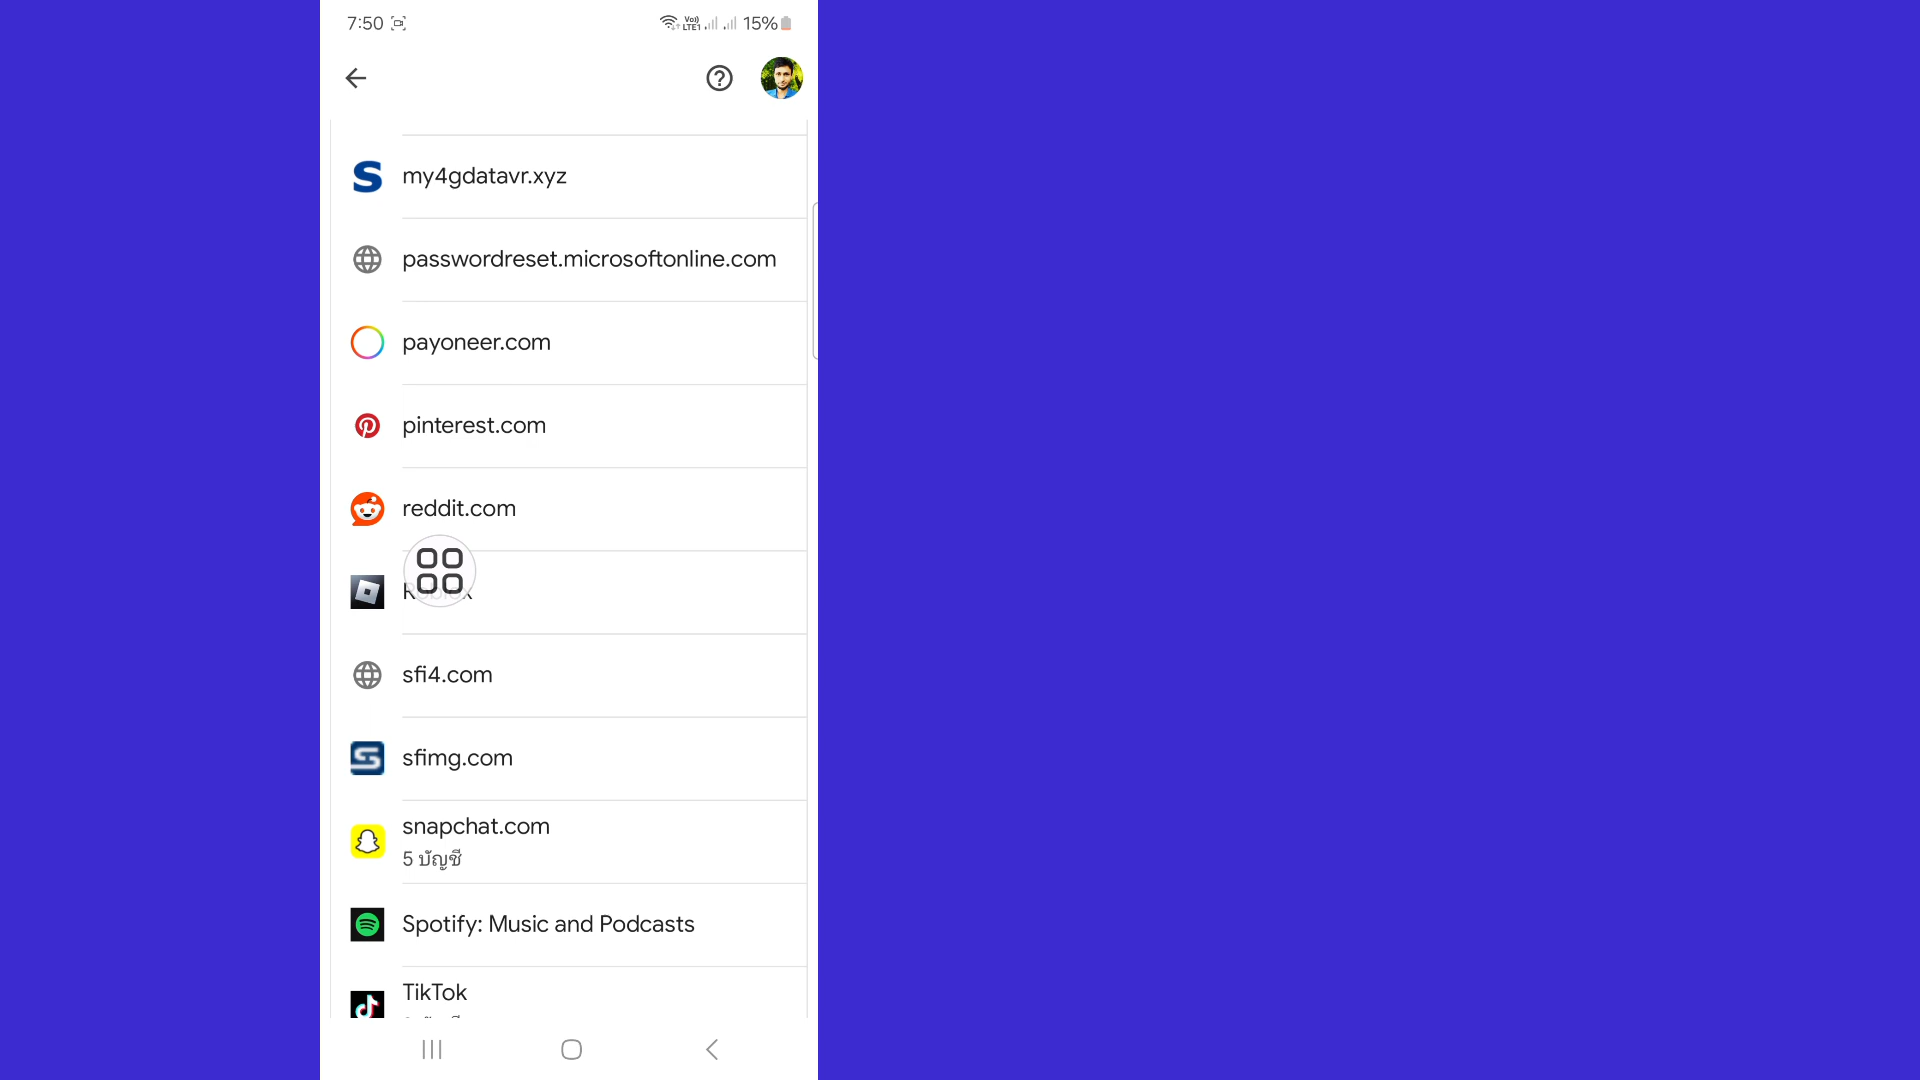 7:50 15%
my4gdatavr.xyz
passwordreset.microsoftonline.com
payoneer.com
pinterest.com
reddit.com
Roblox
sfi4.com
sfimg.com
snapchat.com
5 บัญชี
Spotify: Music and Podcasts
TikTok